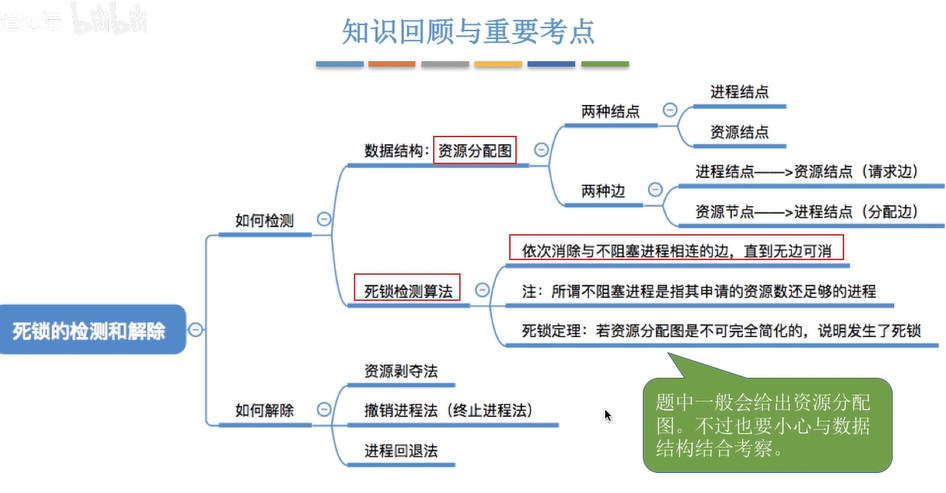 知识回顾与重要考点
进程结点
两种结点
资源结点
数据结构：资源分配图
进程结点——>资源结点（请求边）
两种边
资源节点——>进程结点（分配边）
如何检测
依次消除与不阻塞进程相连的边，直到无边可消
死锁检测算法
注：所谓不阻塞进程是指其申请的资源数还足够的进程
死锁定理：若资源分配图是不可完全简化的，说明发生了死锁
死锁的检测和解除
资源剥夺法
如何解除
撤销进程法（终止进程法）
进程回退法
题中一般会给出资源分配
图。不过也要小心与数据
结构结合考察。